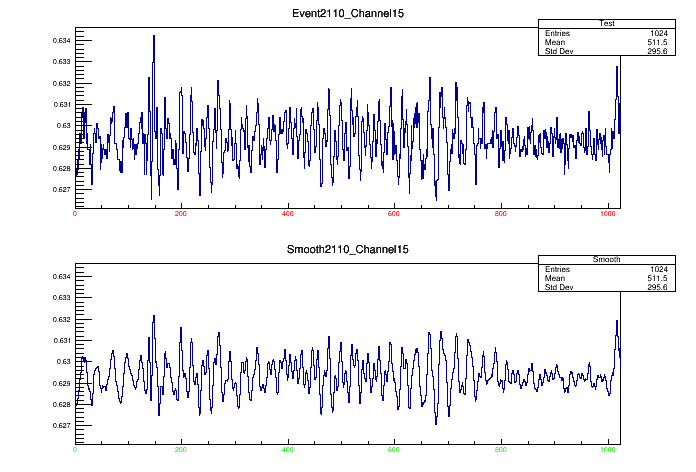 Event2110_Channel15
Test
Entries 1024
Mean 511.5
Std Dev 295.6
0.634
0.633
0.632
0.631
0.63
0.629
0.628
0.627
0 200 400 600 800 1000
Smooth2110_Channel15
Smooth
Entries 1024
Mean 511.5
Std Dev 295.6
0.634
0.633
0.632
0.631
0.63
0.629
0.628
0.627
0 200 400 600 800 1000